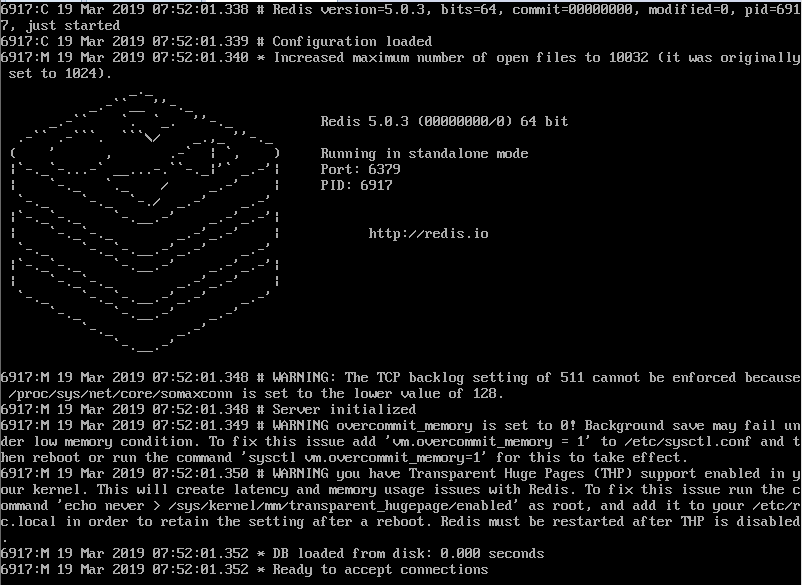 6917:C 19 Mar 2019 07:52:01.338 # Redis version=5.0.3, bits=64, commit=00000000, modified=0, pid=691
7, just started
6917:C 19 Mar 2019 07:52:01.339 # Configuration loaded
6917:M 19 Mar 2019 07:52:01.340 * Increased maximum number of open files to 10032 (it was originally
 set to 1024).
Redis 5.0.3 (00000000/0) 64 bit
Running in standalone mode
Port: 6379
PID: 6917
http://redis.io
6917:M 19 Mar 2019 07:52:01.348 # WARNING: The TCP backlog setting of 511 cannot be enforced because
 /proc/sys/net/core/somaxconn is set to the lower value of 128.
6917:M 19 Mar 2019 07:52:01.348 # Server initialized
6917:M 19 Mar 2019 07:52:01.349 # WARNING overcommit_memory is set to 0! Background save may fail un
der low memory condition. To fix this issue add 'vm.overcommit_memory = 1' to /etc/sysctl.conf and t
hen reboot or run the command 'sysctl vm.overcommit_memory=1' for this to take effect.
6917:M 19 Mar 2019 07:52:01.350 # WARNING you have Transparent Huge Pages (THP) support enabled in y
our kernel. This will create latency and memory usage issues with Redis. To fix this issue run the c
ommand 'echo never > /sys/kernel/mm/transparent_hugepage/enabled' as root, and add it to your /etc/r
c.local in order to retain the setting after a reboot. Redis must be restarted after THP is disabled
.
6917:M 19 Mar 2019 07:52:01.352 * DB loaded from disk: 0.000 seconds
6917:M 19 Mar 2019 07:52:01.352 * Ready to accept connections